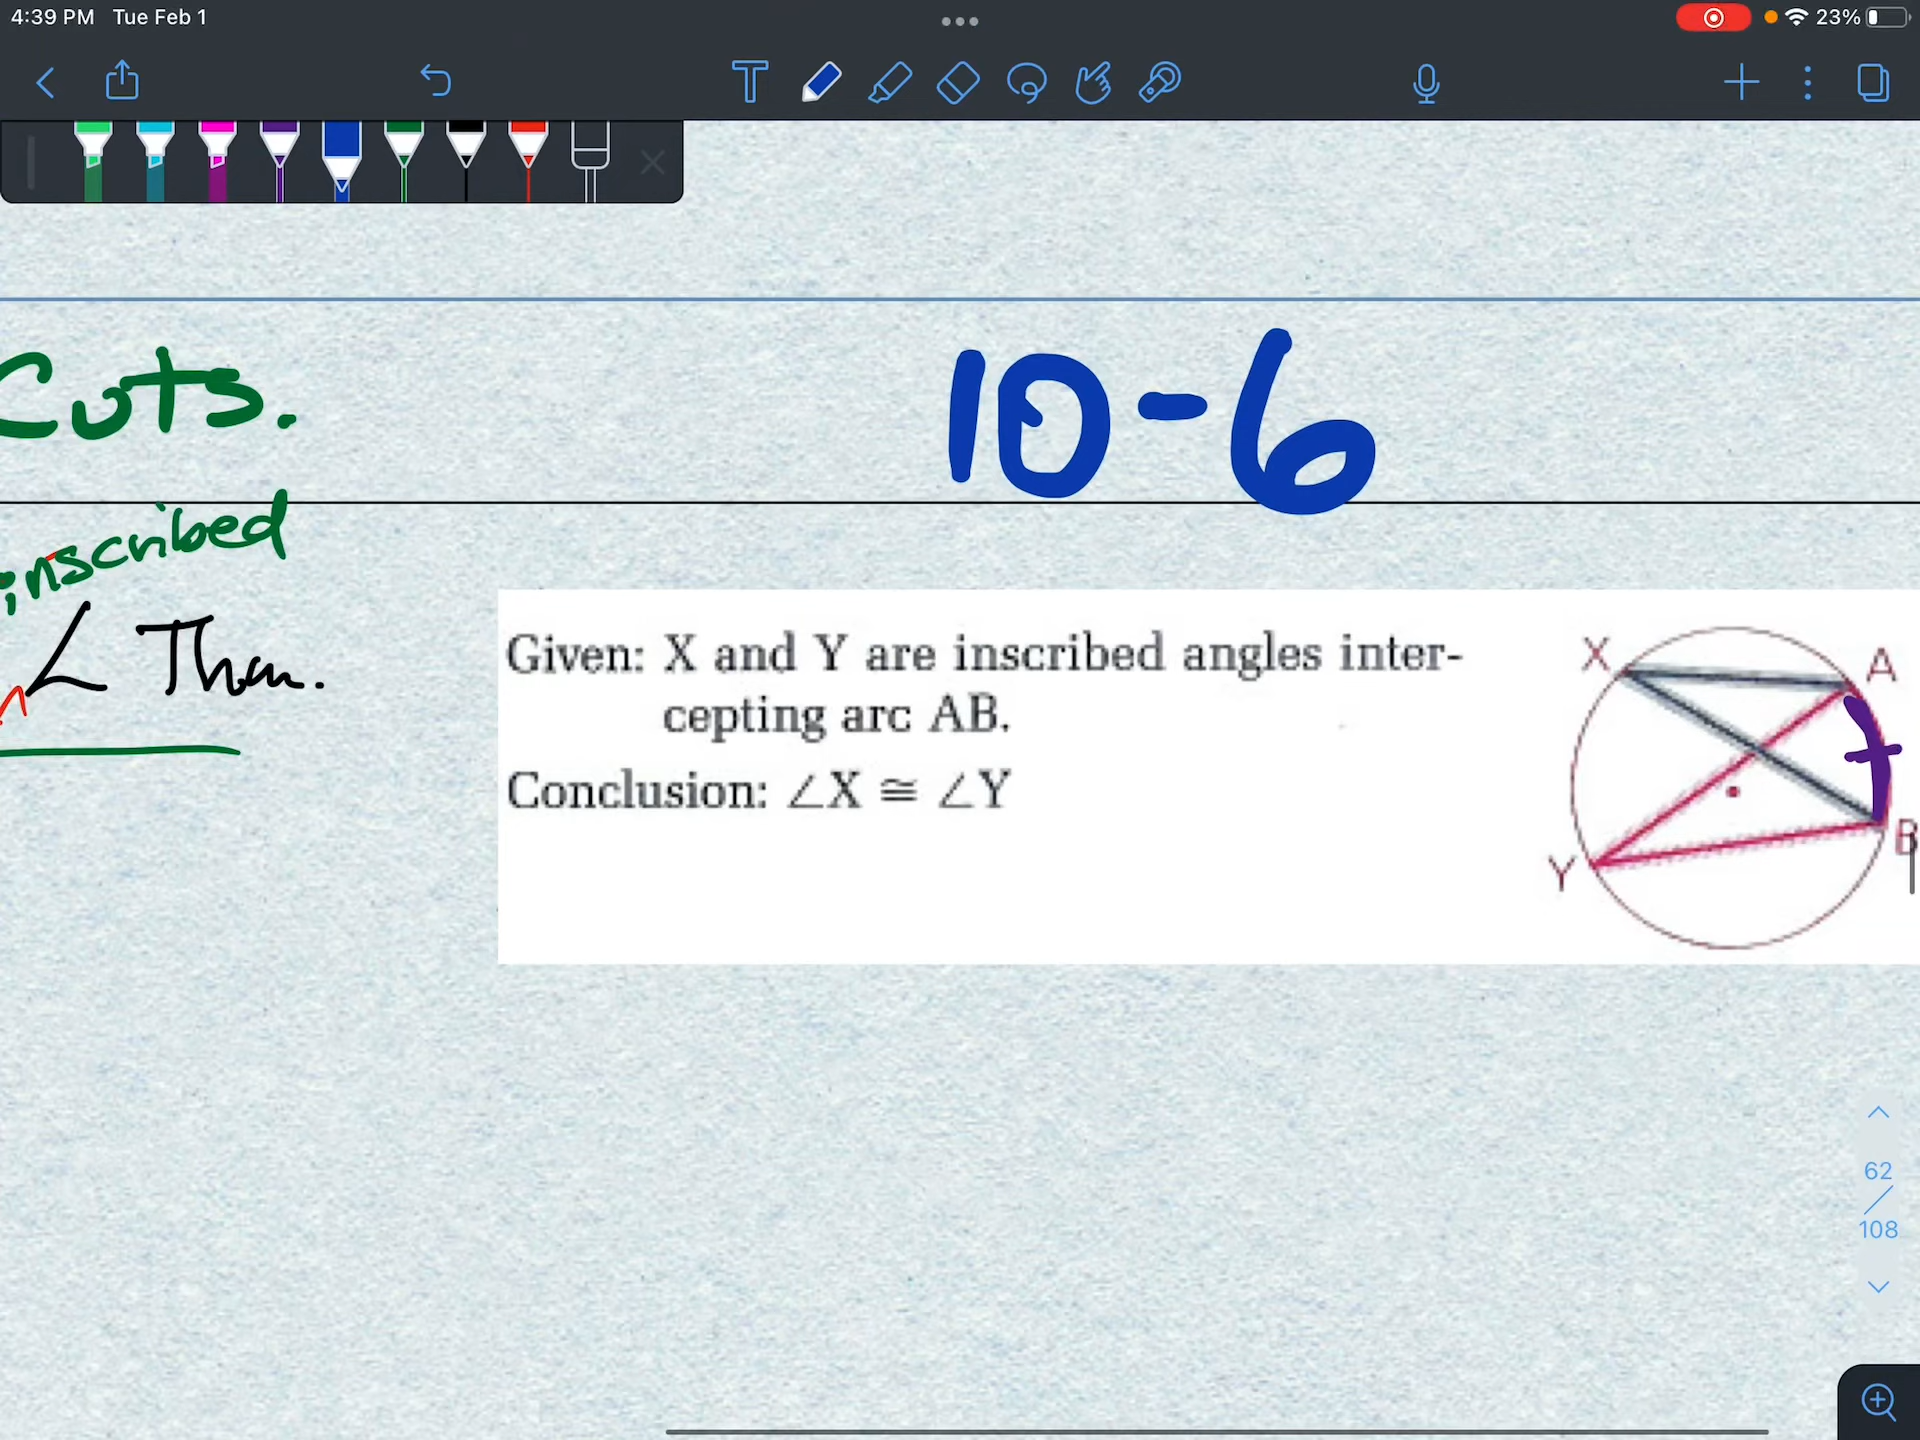 4:39 PM Tue Feb 1
23%
Cuts.
10-6
inscribed
∠ Thm.
Given: X and Y are inscribed angles inter-
cepting arc AB.
Conclusion: ∠X ≅ ∠Y
X
A
B
Y
62
108